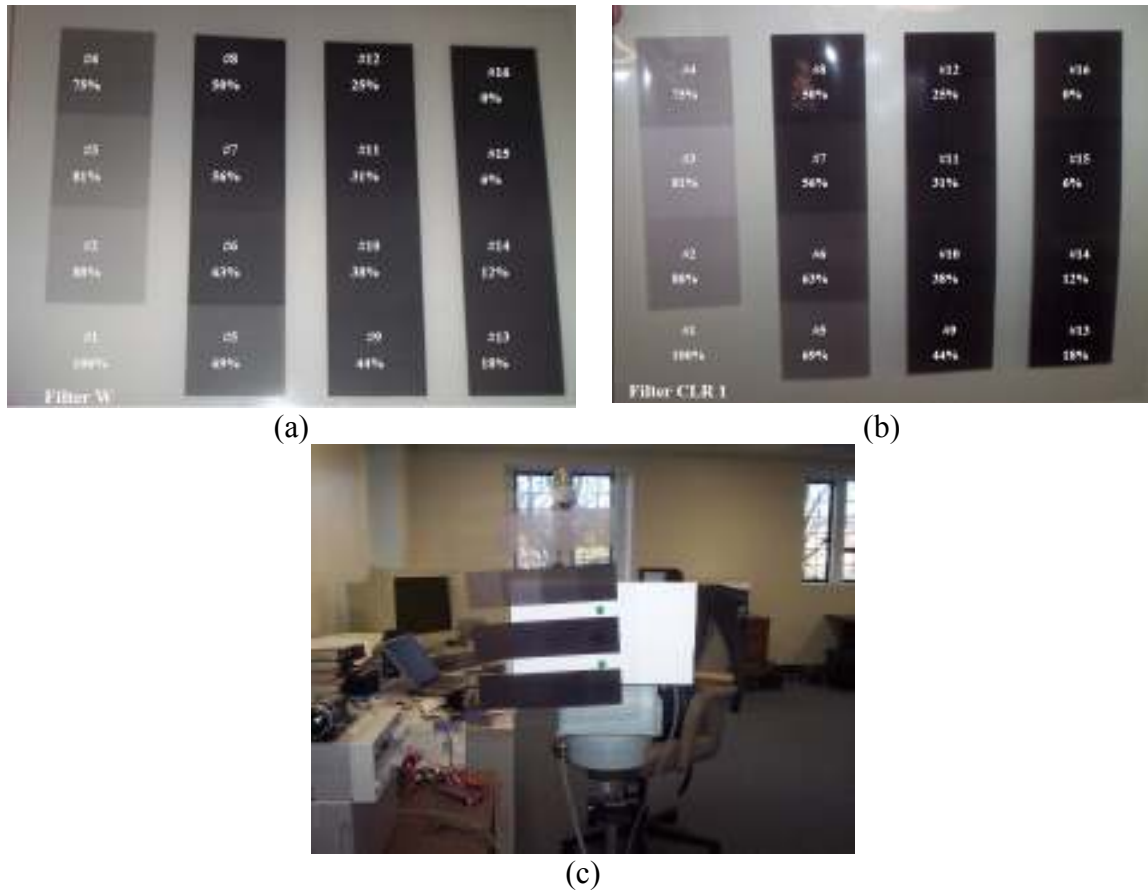 #4 #8 #12 #16
75% 50% 25% 0%
#3 #7 #11 #15
81% 56% 31% 6%
#2 #6 #10 #14
88% 63% 38% 12%
#1 #5 #9 #13
100% 69% 44% 18%
Filter W
(a)
#4 #8 #12 #16
75% 50% 25% 0%
#3 #7 #11 #15
81% 56% 31% 6%
#2 #6 #10 #14
88% 63% 38% 12%
#1 #5 #9 #13
100% 69% 44% 18%
Filter CLR 1
(b)
(c)